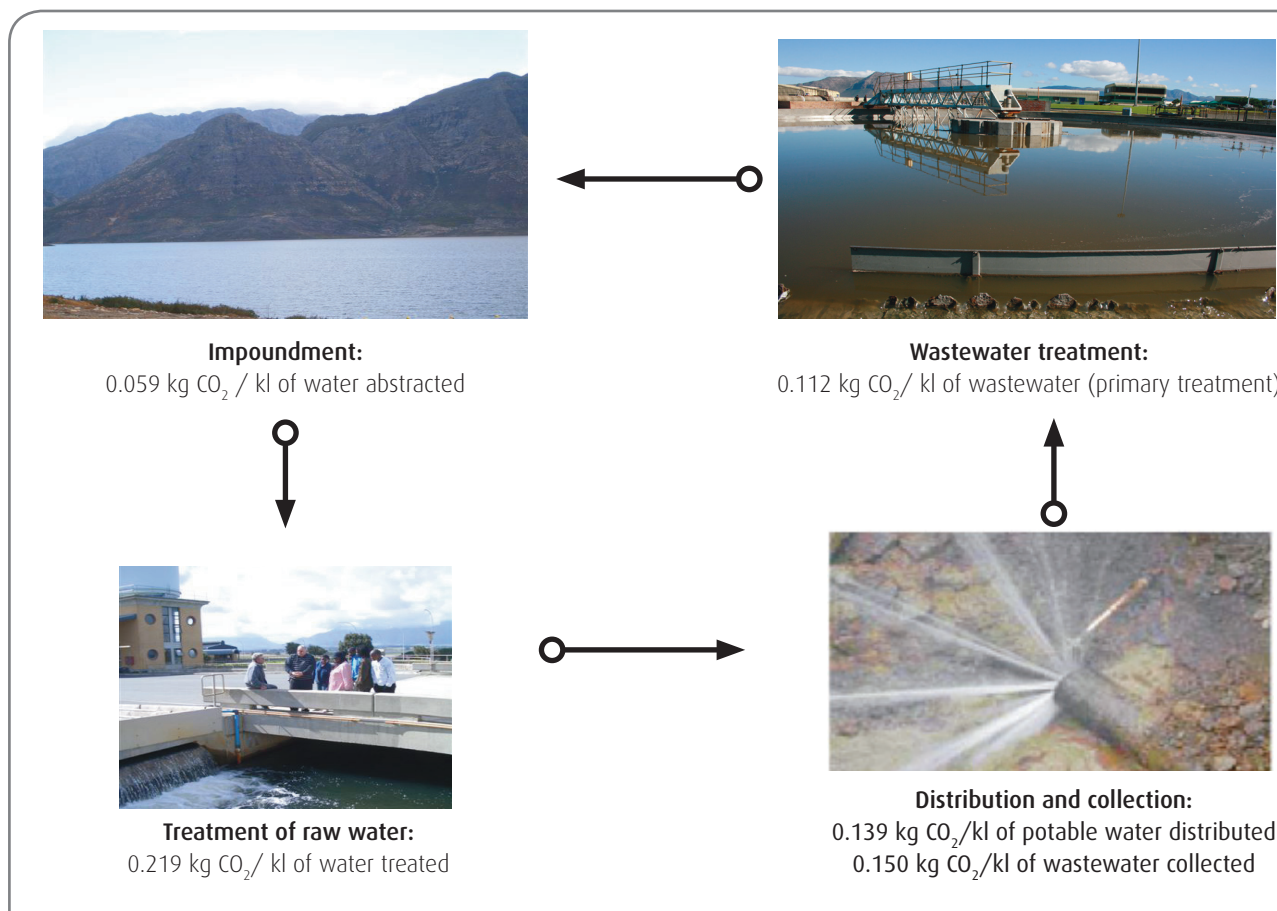 Impoundment:
0.059 kg CO₂ / kl of water abstracted
Wastewater treatment:
0.112 kg CO₂/ kl of wastewater (primary treatment)
Treatment of raw water:
0.219 kg CO₂/ kl of water treated
Distribution and collection:
0.139 kg CO₂/kl of potable water distributed
0.150 kg CO₂/kl of wastewater collected